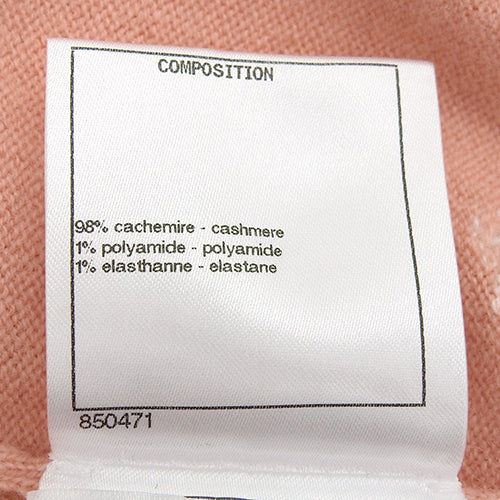 COMPOSITION
98% cachemire - cashmere
1% polyamide - polyamide
1% elasthanne - elastane
850471